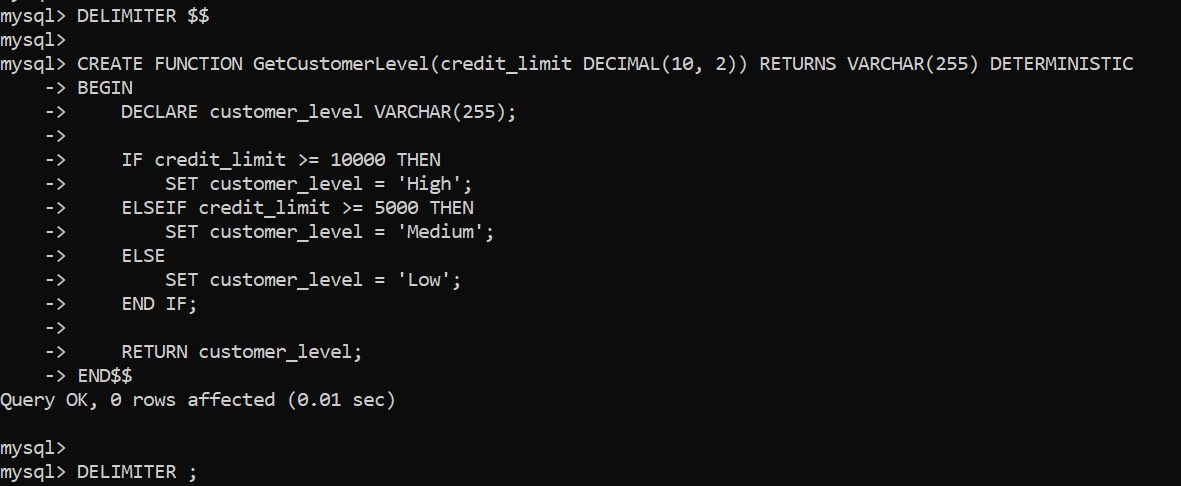 mysql> DELIMITER $$
mysql>
mysql> CREATE FUNCTION GetCustomerLevel(credit_limit DECIMAL(10, 2)) RETURNS VARCHAR(255) DETERMINISTIC
    -> BEGIN
    ->     DECLARE customer_level VARCHAR(255);
    ->
    ->     IF credit_limit >= 10000 THEN
    ->         SET customer_level = 'High';
    ->     ELSEIF credit_limit >= 5000 THEN
    ->         SET customer_level = 'Medium';
    ->     ELSE
    ->         SET customer_level = 'Low';
    ->     END IF;
    ->
    ->     RETURN customer_level;
    -> END$$
Query OK, 0 rows affected (0.01 sec)

mysql>
mysql> DELIMITER ;